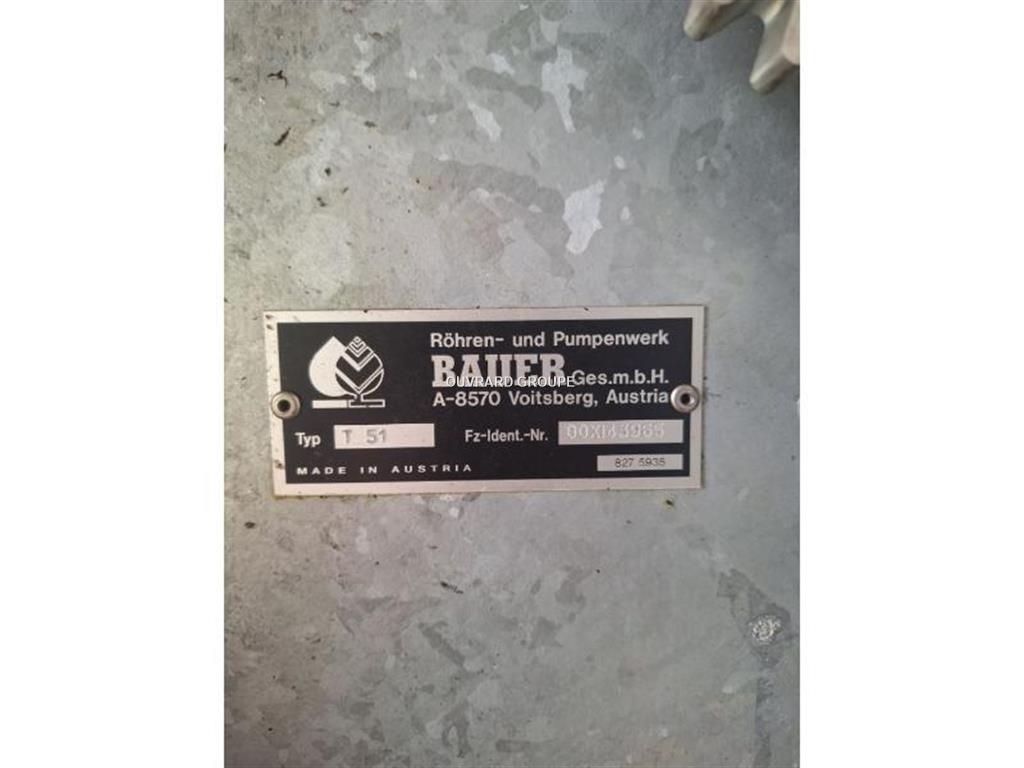 Röhren- und Pumpenwerk
BAUER Ges.m.b.H.
OUVRARD GROUPE
A-8570 Voitsberg, Austria
Typ T 51 Fz-Ident.-Nr. 00XI43965
MADE IN AUSTRIA 827 5935